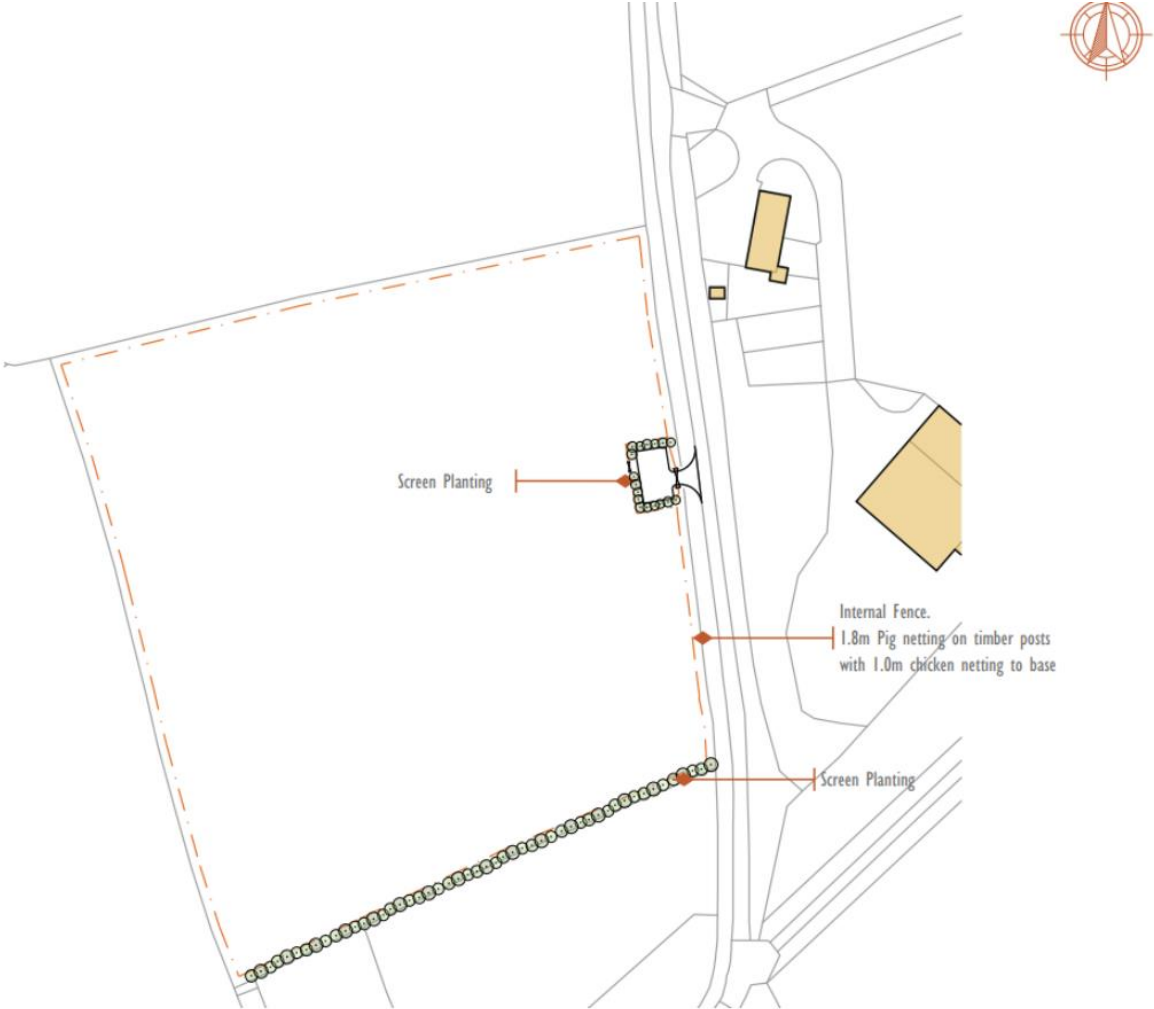 Screen Planting
Internal Fence.
1.8m Pig netting on timber posts
with 1.0m chicken netting to base
Screen Planting